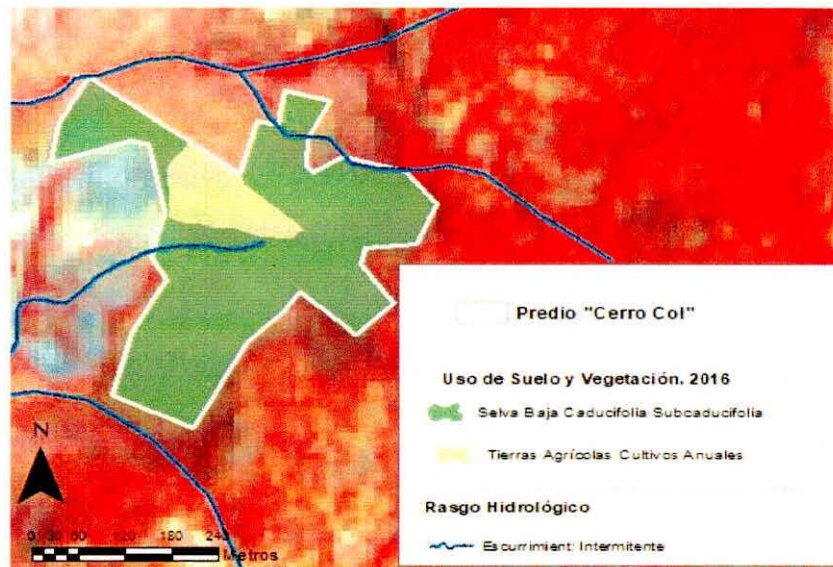 Predio "Cerro Col"
Uso de Suelo y Vegetación. 2016
Selva Baja Caducifolia Subcaducifolia
Tierras Agrícolas Cultivos Anuales
Rasgo Hidrológico
Escurrimient: Intermitente
N
0 30 60 120 180 240
Metros